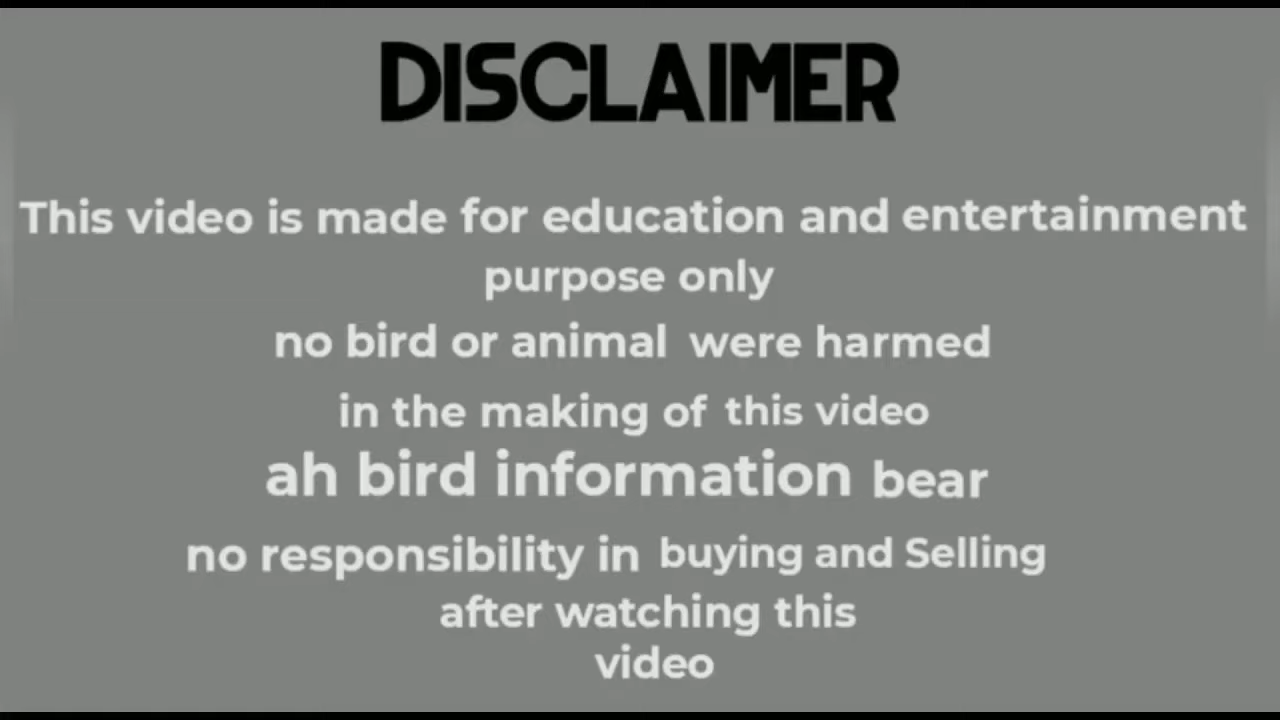 DISCLAIMER
This video is made for education and entertainment
purpose only
no bird or animal were harmed
in the making of this video
ah bird information bear
no responsibility in buying and Selling
after watching this
video